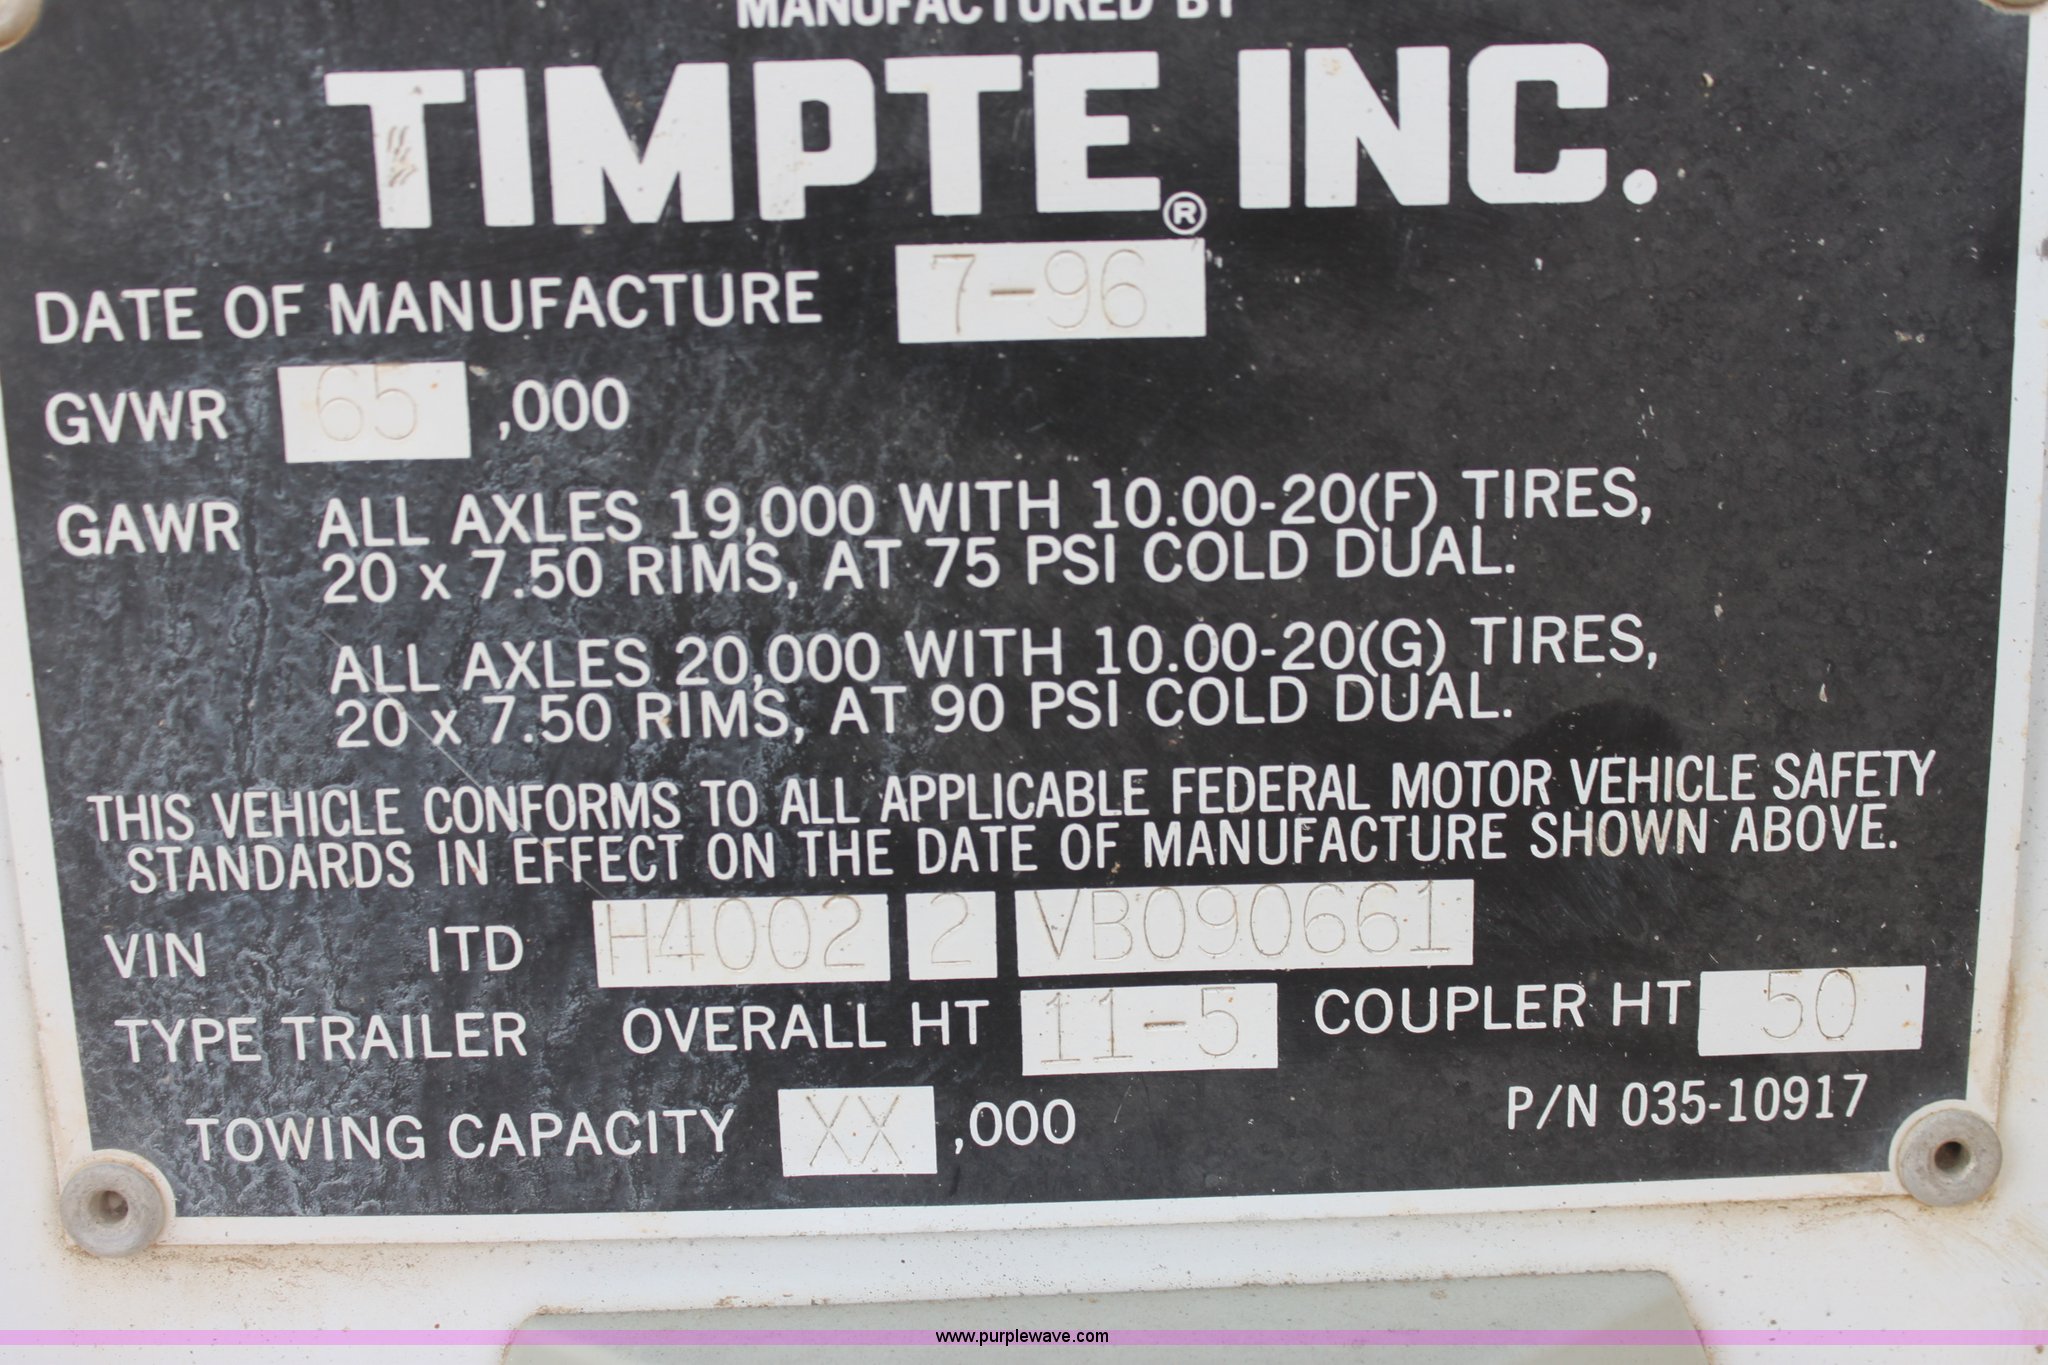 MANUFACTURED BY
TIMPTE® INC.
DATE OF MANUFACTURE 7-96
GVWR 65 ,000
GAWR ALL AXLES 19,000 WITH 10.00-20(F) TIRES,
20 x 7.50 RIMS, AT 75 PSI COLD DUAL.
ALL AXLES 20,000 WITH 10.00-20(G) TIRES,
20 x 7.50 RIMS, AT 90 PSI COLD DUAL.
THIS VEHICLE CONFORMS TO ALL APPLICABLE FEDERAL MOTOR VEHICLE SAFETY
STANDARDS IN EFFECT ON THE DATE OF MANUFACTURE SHOWN ABOVE.
VIN ITD H4002 2 VB090661
TYPE TRAILER OVERALL HT 11-5 COUPLER HT 50
TOWING CAPACITY XX ,000 P/N 035-10917
www.purplewave.com